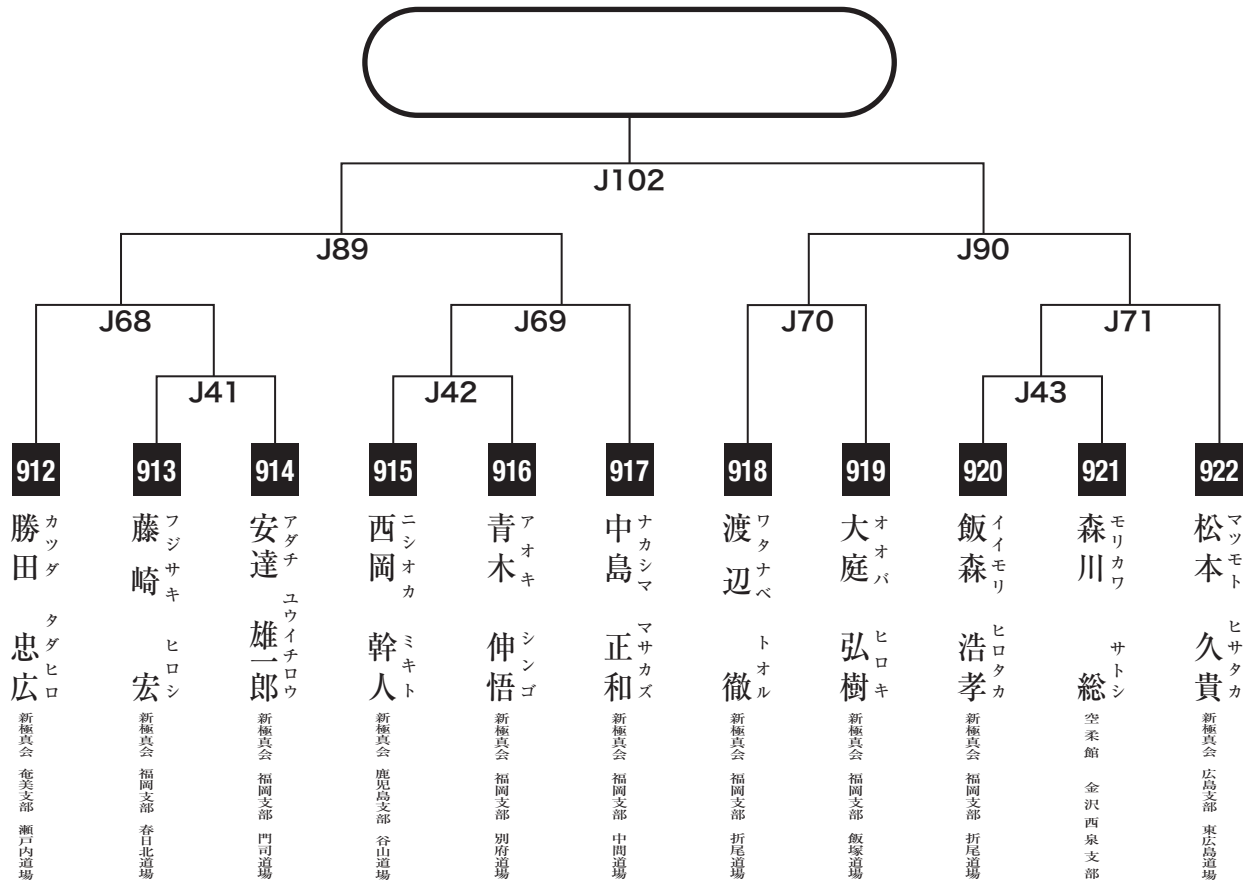 J102
J89
J90
J68
J69
J70
J71
J41
J42
J43
912
勝田 忠広
カツダ タダヒロ
新極真会 奄美支部 瀬戸内道場
913
藤崎 宏
フジサキ ヒロシ
新極真会 福岡支部 春日北道場
914
安達 雄一郎
アダチ ユウイチロウ
新極真会 福岡支部 門司道場
915
西岡 幹人
ニシオカ ミキト
新極真会 鹿児島支部 谷山道場
916
青木 伸悟
アオキ シンゴ
新極真会 福岡支部 別府道場
917
中島 正和
ナカシマ マサカズ
新極真会 福岡支部 中間道場
918
渡辺 徹
ワタナベ トオル
新極真会 福岡支部 折尾道場
919
大庭 弘樹
オオバ ヒロキ
新極真会 福岡支部 飯塚道場
920
飯森 浩孝
イイモリ ヒロタカ
新極真会 福岡支部 折尾道場
921
森川 総
モリカワ サトシ
空柔館 金沢西泉支部
922
松本 久貴
マツモト ヒサタカ
新極真会 広島支部 東広島道場